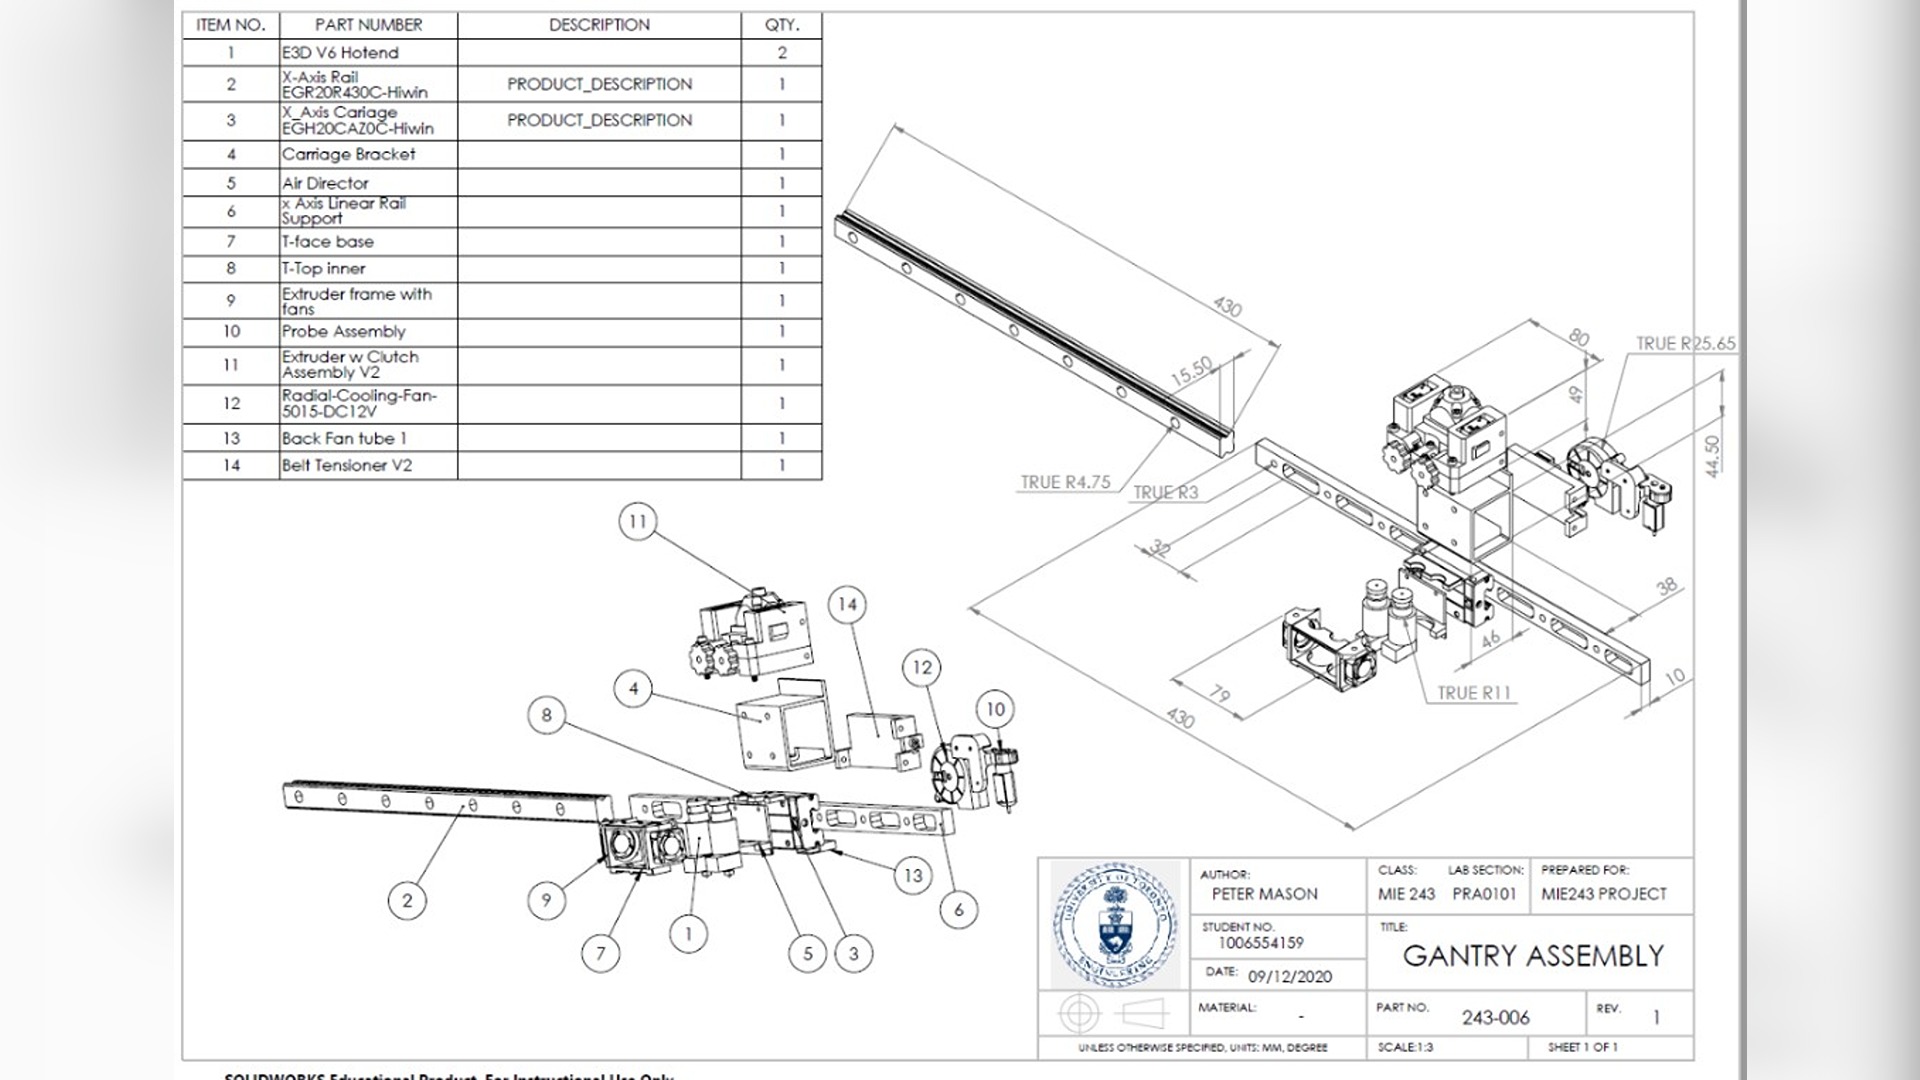 ITEM NO. PART NUMBER DESCRIPTION QTY.
1 E3D V6 Hotend 2
2 X-Axis Rail EGR20R430C-Hiwin PRODUCT_DESCRIPTION 1
3 X_Axis Cariage EGH20CAZ0C-Hiwin PRODUCT_DESCRIPTION 1
4 Carriage Bracket 1
5 Air Director 1
6 x Axis Linear Rail Support 1
7 T-face base 1
8 T-Top inner 1
9 Extruder frame with fans 1
10 Probe Assembly 1
11 Extruder w Clutch Assembly V2 1
12 Radial-Cooling-Fan-5015-DC12V 1
13 Back Fan tube 1 1
14 Belt Tensioner V2 1
430
15.50
80
TRUE R25.65
49
44.50
TRUE R4.75
TRUE R3
32
38
46
10
79
TRUE R11
430
11
14
4
12
8
10
2
9
7
1
5
3
13
6
UNIVERSITY OF TORONTO
ENGINEERING
AUTHOR:
PETER MASON
CLASS: LAB SECTION:
MIE 243 PRA0101
PREPARED FOR:
MIE243 PROJECT
STUDENT NO.
1006554159
TITLE:
GANTRY ASSEMBLY
DATE: 09/12/2020
MATERIAL:
-
PART NO. 243-006
REV. 1
UNLESS OTHERWISE SPECIFIED, UNITS: MM, DEGREE
SCALE:1:3
SHEET 1 OF 1
SOLIDWORKS Educational Product. For Instructional Use Only.